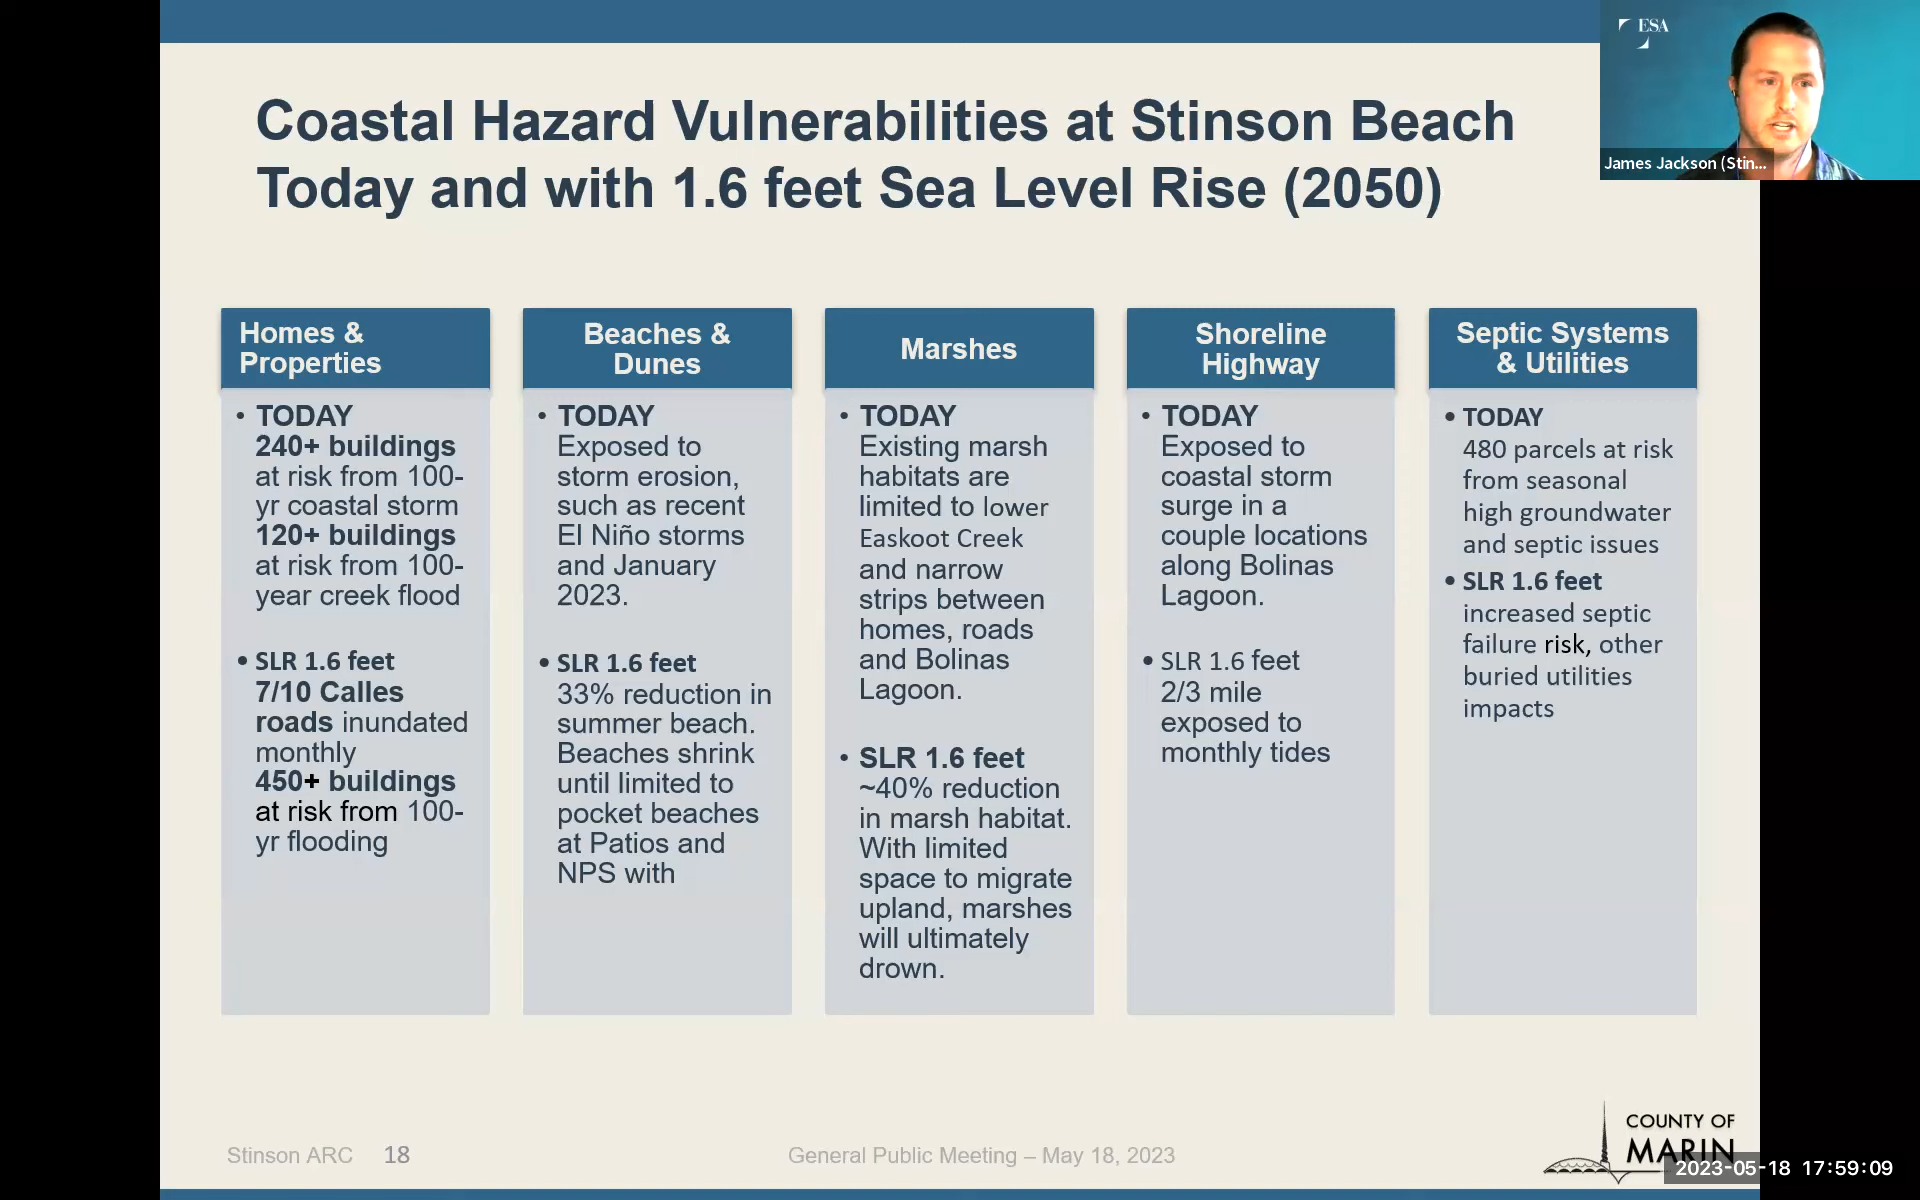 ESA
James Jackson (Stin...
Coastal Hazard Vulnerabilities at Stinson Beach
Today and with 1.6 feet Sea Level Rise (2050)
Homes &
Properties
• TODAY
240+ buildings
at risk from 100-
yr coastal storm
120+ buildings
at risk from 100-
year creek flood
• SLR 1.6 feet
7/10 Calles
roads inundated
monthly
450+ buildings
at risk from 100-
yr flooding
Beaches &
Dunes
• TODAY
Exposed to
storm erosion,
such as recent
El Niño storms
and January
2023.
• SLR 1.6 feet
33% reduction in
summer beach.
Beaches shrink
until limited to
pocket beaches
at Patios and
NPS with
Marshes
• TODAY
Existing marsh
habitats are
limited to lower
Easkoot Creek
and narrow
strips between
homes, roads
and Bolinas
Lagoon.
• SLR 1.6 feet
~40% reduction
in marsh habitat.
With limited
space to migrate
upland, marshes
will ultimately
drown.
Shoreline
Highway
• TODAY
Exposed to
coastal storm
surge in a
couple locations
along Bolinas
Lagoon.
• SLR 1.6 feet
2/3 mile
exposed to
monthly tides
Septic Systems
& Utilities
• TODAY
480 parcels at risk
from seasonal
high groundwater
and septic issues
• SLR 1.6 feet
increased septic
failure risk, other
buried utilities
impacts
Stinson ARC 18
General Public Meeting – May 18, 2023
COUNTY OF
MARIN
2023-05-18 17:59:09